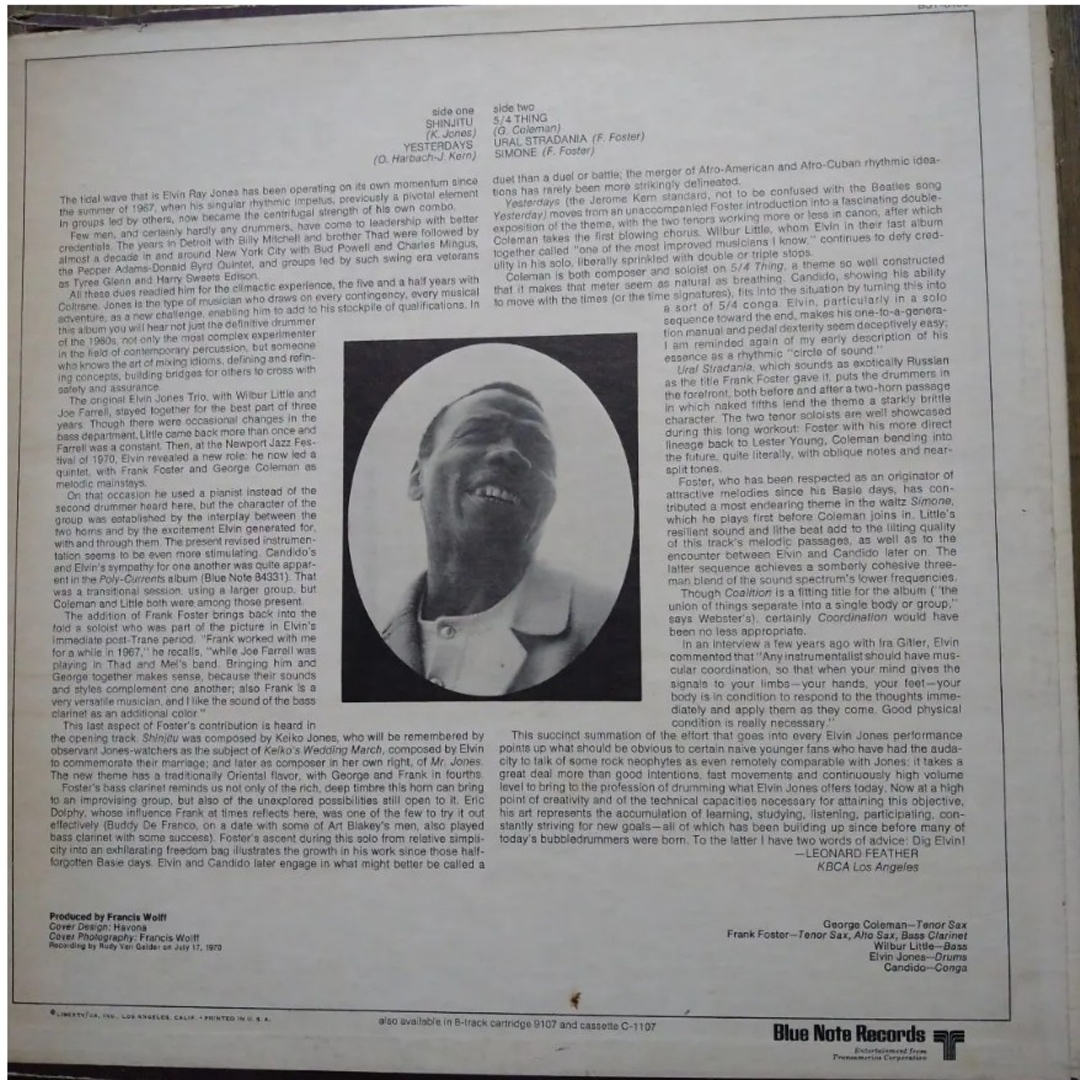 side one
SHINJITU
(K. Jones)
YESTERDAYS
(O. Harbach-J. Kern)
side two
5/4 THING
(G. Coleman)
URAL STRADANIA (F. Foster)
SIMONE (F. Foster)
The tidal wave that is Elvin Ray Jones has been operating on its own momentum since
the summer of 1967, when his singular rhythmic impetus, previously a pivotal element
in groups led by others, now became the centrifugal strength of his own combo.
Few men, and certainly hardly any drummers, have come to leadership with better
credentials. The years in Detroit with Billy Mitchell and brother Thad were followed by
almost a decade in and around New York City with Bud Powell and Charles Mingus,
the Pepper Adams-Donald Byrd Quintet, and groups led by such swing era veterans
as Tyree Glenn and Harry Sweets Edison.
All these dues readied him for the climactic experience, the five and a half years with
Coltrane. Jones is the type of musician who draws on every contingency, every musical
adventure, as a new challenge, enabling him to add to his stockpile of qualifications. In
this album you will hear not just the definitive drummer
of the 1960s, not only the most complex experimenter
in the field of contemporary percussion, but someone
who knows the art of mixing idioms, defining and refin-
ing concepts, building bridges for others to cross with
safety and assurance.
The original Elvin Jones Trio, with Wilbur Little and
Joe Farrell, stayed together for the best part of three
years. Though there were occasional changes in the
bass department, Little came back more than once and
Farrell was a constant. Then, at the Newport Jazz Fes-
tival of 1970, Elvin revealed a new role: he now led a
quintet, with Frank Foster and George Coleman as
melodic mainstays.
On that occasion he used a pianist instead of the
second drummer heard here, but the character of the
group was established by the interplay between the
two horns and by the excitement Elvin generated for,
with and through them. The present revised instrumen-
tation seems to be even more stimulating. Candido's
and Elvin's sympathy for one another was quite appar-
ent in the Poly-Currents album (Blue Note 84331). That
was a transitional session, using a larger group, but
Coleman and Little both were among those present.
The addition of Frank Foster brings back into the
fold a soloist who was part of the picture in Elvin's
immediate post-Trane period. "Frank worked with me
for a while in 1967," he recalls, "while Joe Farrell was
playing in Thad and Mel's band. Bringing him and
George together makes sense, because their sounds
and styles complement one another; also Frank is a
very versatile musician, and I like the sound of the bass
clarinet as an additional color."
This last aspect of Foster's contribution is heard in
the opening track. Shinjitu was composed by Keiko Jones, who will be remembered by
observant Jones-watchers as the subject of Keiko's Wedding March, composed by Elvin
to commemorate their marriage; and later as composer in her own right, of Mr. Jones.
The new theme has a traditionally Oriental flavor, with George and Frank in fourths.
Foster's bass clarinet reminds us not only of the rich, deep timbre this horn can bring
to an improvising group, but also of the unexplored possibilities still open to it. Eric
Dolphy, whose influence Frank at times reflects here, was one of the few to try it out
effectively (Buddy De Franco, on a date with some of Art Blakey's men, also played
bass clarinet with some success). Foster's ascent during this solo from relative simpli-
city into an exhilarating freedom bag illustrates the growth in his work since those half-
forgotten Basie days. Elvin and Candido later engage in what might better be called a
duet than a duel or battle; the merger of Afro-American and Afro-Cuban rhythmic idea-
tions has rarely been more strikingly delineated.
Yesterdays (the Jerome Kern standard, not to be confused with the Beatles song
Yesterday) moves from an unaccompanied Foster introduction into a fascinating double-
exposition of the theme, with the two tenors working more or less in canon, after which
Coleman takes the first blowing chorus. Wilbur Little, whom Elvin in their last album
together called "one of the most improved musicians I know," continues to defy cred-
ulity in his solo, liberally sprinkled with double or triple stops.
Coleman is both composer and soloist on 5/4 Thing, a theme so well constructed
that it makes that meter seem as natural as breathing. Candido, showing his ability
to move with the times (or the time signatures), fits into the situation by turning this into
a sort of 5/4 conga. Elvin, particularly in a solo
sequence toward the end, makes his one-to-a-genera-
tion manual and pedal dexterity seem deceptively easy;
I am reminded again of my early description of his
essence as a rhythmic "circle of sound."
Ural Stradania, which sounds as exotically Russian
as the title Frank Foster gave it, puts the drummers in
the forefront, both before and after a two-horn passage
in which naked fifths lend the theme a starkly brittle
character. The two tenor soloists are well showcased
during this long workout: Foster with his more direct
lineage back to Lester Young, Coleman bending into
the future, quite literally, with oblique notes and near-
split tones.
Foster, who has been respected as an originator of
attractive melodies since his Basie days, has con-
tributed a most endearing theme in the waltz Simone,
which he plays first before Coleman joins in. Little's
resilient sound and lithe beat add to the lilting quality
of this track's melodic passages, as well as to the
encounter between Elvin and Candido later on. The
latter sequence achieves a somberly cohesive three-
man blend of the sound spectrum's lower frequencies.
Though Coalition is a fitting title for the album ("the
union of things separate into a single body or group,"
says Webster's), certainly Coordination would have
been no less appropriate.
In an interview a few years ago with Ira Gitler, Elvin
commented that "Any instrumentalist should have mus-
cular coordination, so that when your mind gives the
signals to your limbs—your hands, your feet—your
body is in condition to respond to the thoughts imme-
diately and apply them as they come. Good physical
condition is really necessary."
This succinct summation of the effort that goes into every Elvin Jones performance
points up what should be obvious to certain naive younger fans who have had the auda-
city to talk of some rock neophytes as even remotely comparable with Jones: it takes a
great deal more than good intentions, fast movements and continuously high volume
level to bring to the profession of drumming what Elvin Jones offers today. Now at a high
point of creativity and of the technical capacities necessary for attaining this objective,
his art represents the accumulation of learning, studying, listening, participating, con-
stantly striving for new goals—all of which has been building up since before many of
today's bubbledrummers were born. To the latter I have two words of advice: Dig Elvin!
—LEONARD FEATHER
KBCA Los Angeles
Produced by Francis Wolff
Cover Design: Havona
Cover Photography: Francis Wolff
Recording by Rudy Van Gelder on July 17, 1970
George Coleman—Tenor Sax
Frank Foster—Tenor Sax, Alto Sax, Bass Clarinet
Wilbur Little—Bass
Elvin Jones—Drums
Candido—Conga
LIBERTY/UA, INC., LOS ANGELES, CALIF. • PRINTED IN U.S.A.
also available in 8-track cartridge 9107 and cassette C-1107
Blue Note Records
Entertainment from
Transamerica Corporation